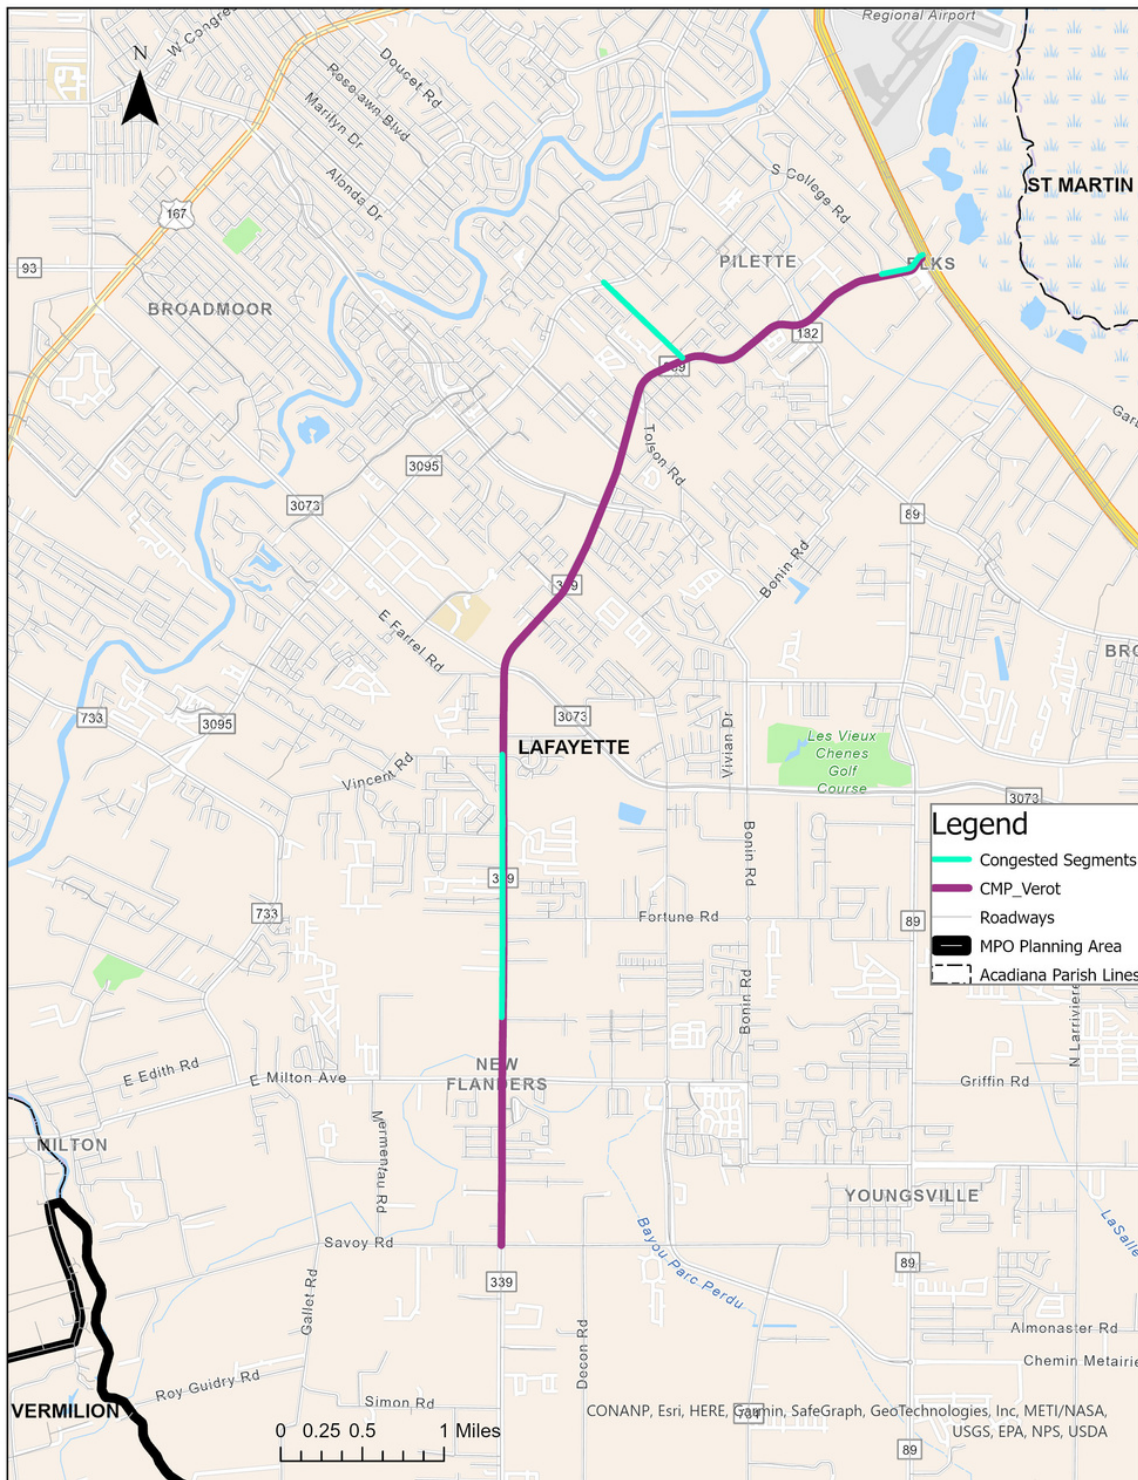 Regional Airport
W Congres
N
Doucet Rd
Roselawn Blvd
Marilyn Dr
Alonda Dr
S College Rd
ST MARTIN
167
93
PILETTE
ELKS
BROADMOOR
182
339
Tolson Rd
3095
3073
89
Bonin Rd
339
E Farrel Rd
BRO
733
3095
3073
Vivian Dr
LAFAYETTE
Les Vieux
Chenes
Golf
Course
Vincent Rd
3073
Legend
Congested Segments
CMP_Verot
Roadways
MPO Planning Area
Acadiana Parish Lines
Bonin Rd
339
733
Fortune Rd
89
Bonin Rd
N Larriviere
NEW
FLANDERS
E Edith Rd
E Milton Ave
Griffin Rd
Mermentau Rd
MILTON
YOUNGSVILLE
Savoy Rd
Bayou Parc Perdu
LaSalle
339
89
Gallet Rd
Decon Rd
Almonaster Rd
Chemin Metairie
Roy Guidry Rd
Simon Rd
VERMILION
0 0.25 0.5 1 Miles
CONANP, Esri, HERE, Garmin, SafeGraph, GeoTechnologies, Inc, METI/NASA,
USGS, EPA, NPS, USDA
89